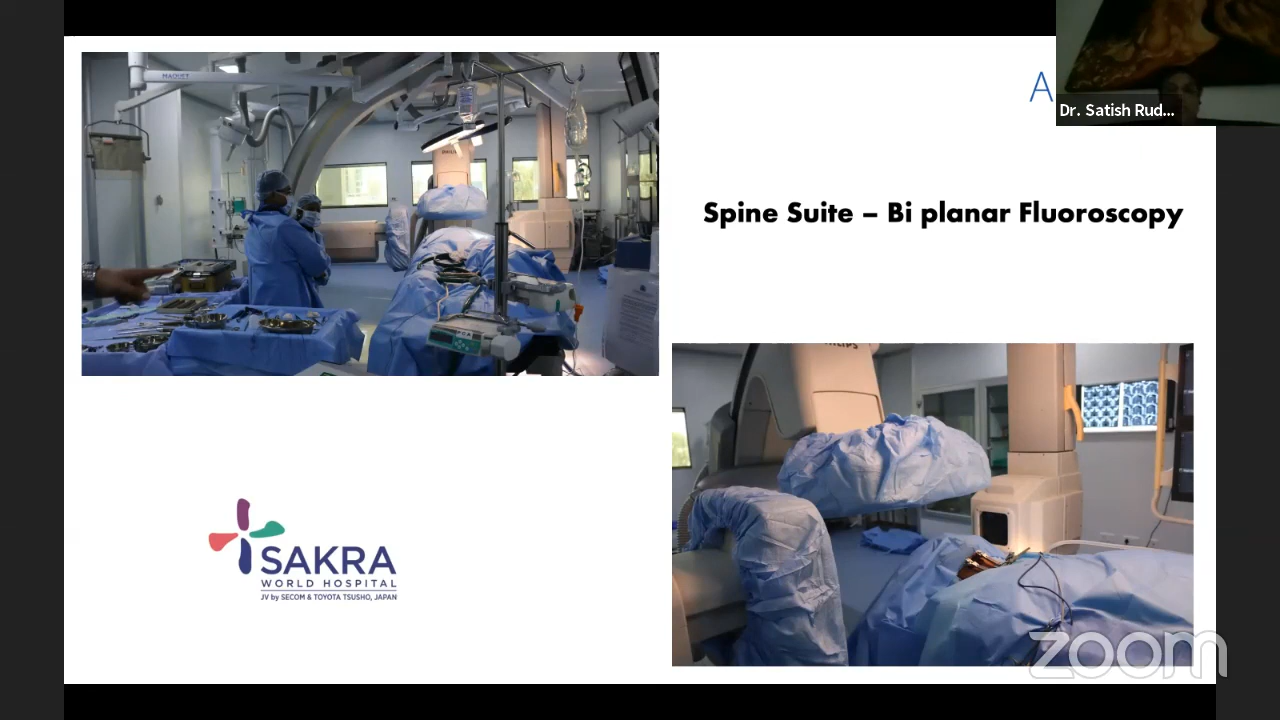 MAQUET
PHILIPS
A
Dr. Satish Rud...
Spine Suite – Bi planar Fluoroscopy
SAKRA
WORLD HOSPITAL
JV by SECOM & TOYOTA TSUSHO, JAPAN
zoom